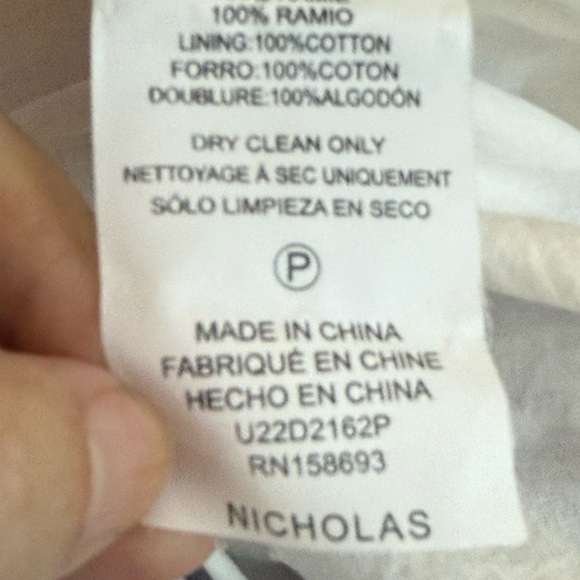 100% RAMIO
LINING:100%COTTON
FORRO:100%COTON
DOUBLURE:100%ALGODÓN
DRY CLEAN ONLY
NETTOYAGE À SEC UNIQUEMENT
SÓLO LIMPIEZA EN SECO
P
MADE IN CHINA
FABRIQUÉ EN CHINE
HECHO EN CHINA
U22D2162P
RN158693
NICHOLAS